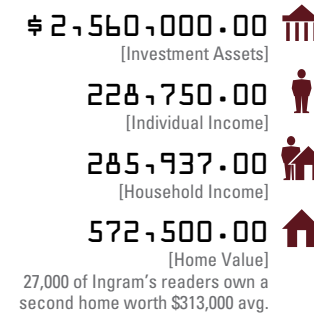 $ 2,560,000.00
[Investment Assets]
228,750.00
[Individual Income]
285,937.00
[Household Income]
572,500.00
[Home Value]
27,000 of Ingram's readers own a
second home worth $313,000 avg.